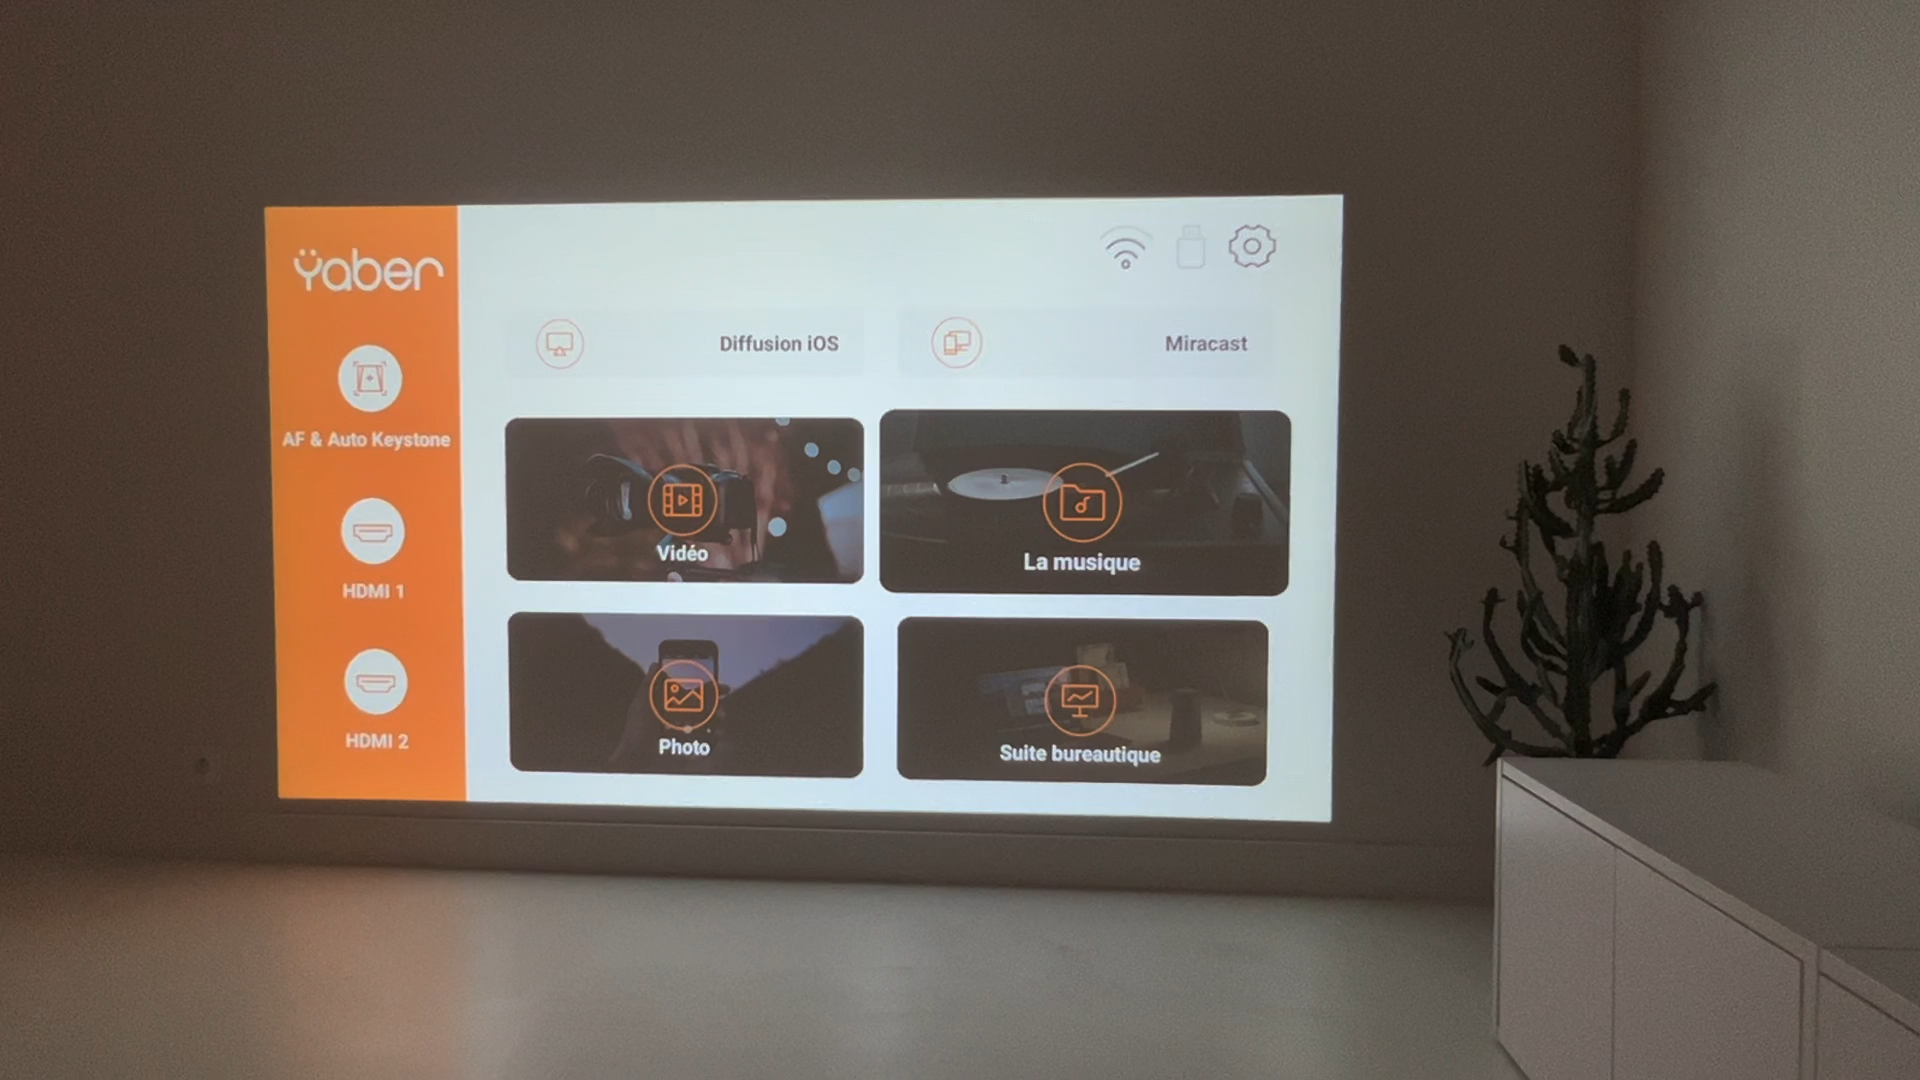 Yaber
AF & Auto Keystone
HDMI 1
HDMI 2
Diffusion iOS
Miracast
Vidéo
La musique
Photo
Suite bureautique